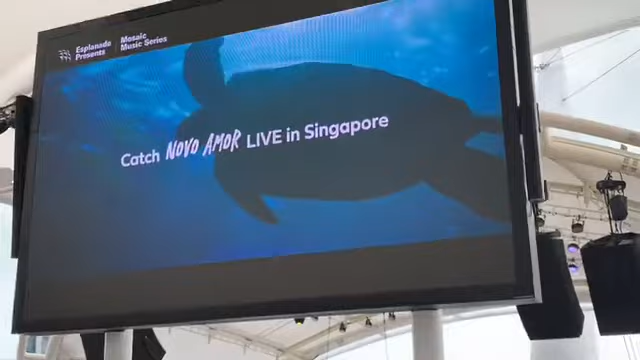 Esplanade
Presents
Mosaic
Music Series
Catch NOVO AMOR LIVE in Singapore